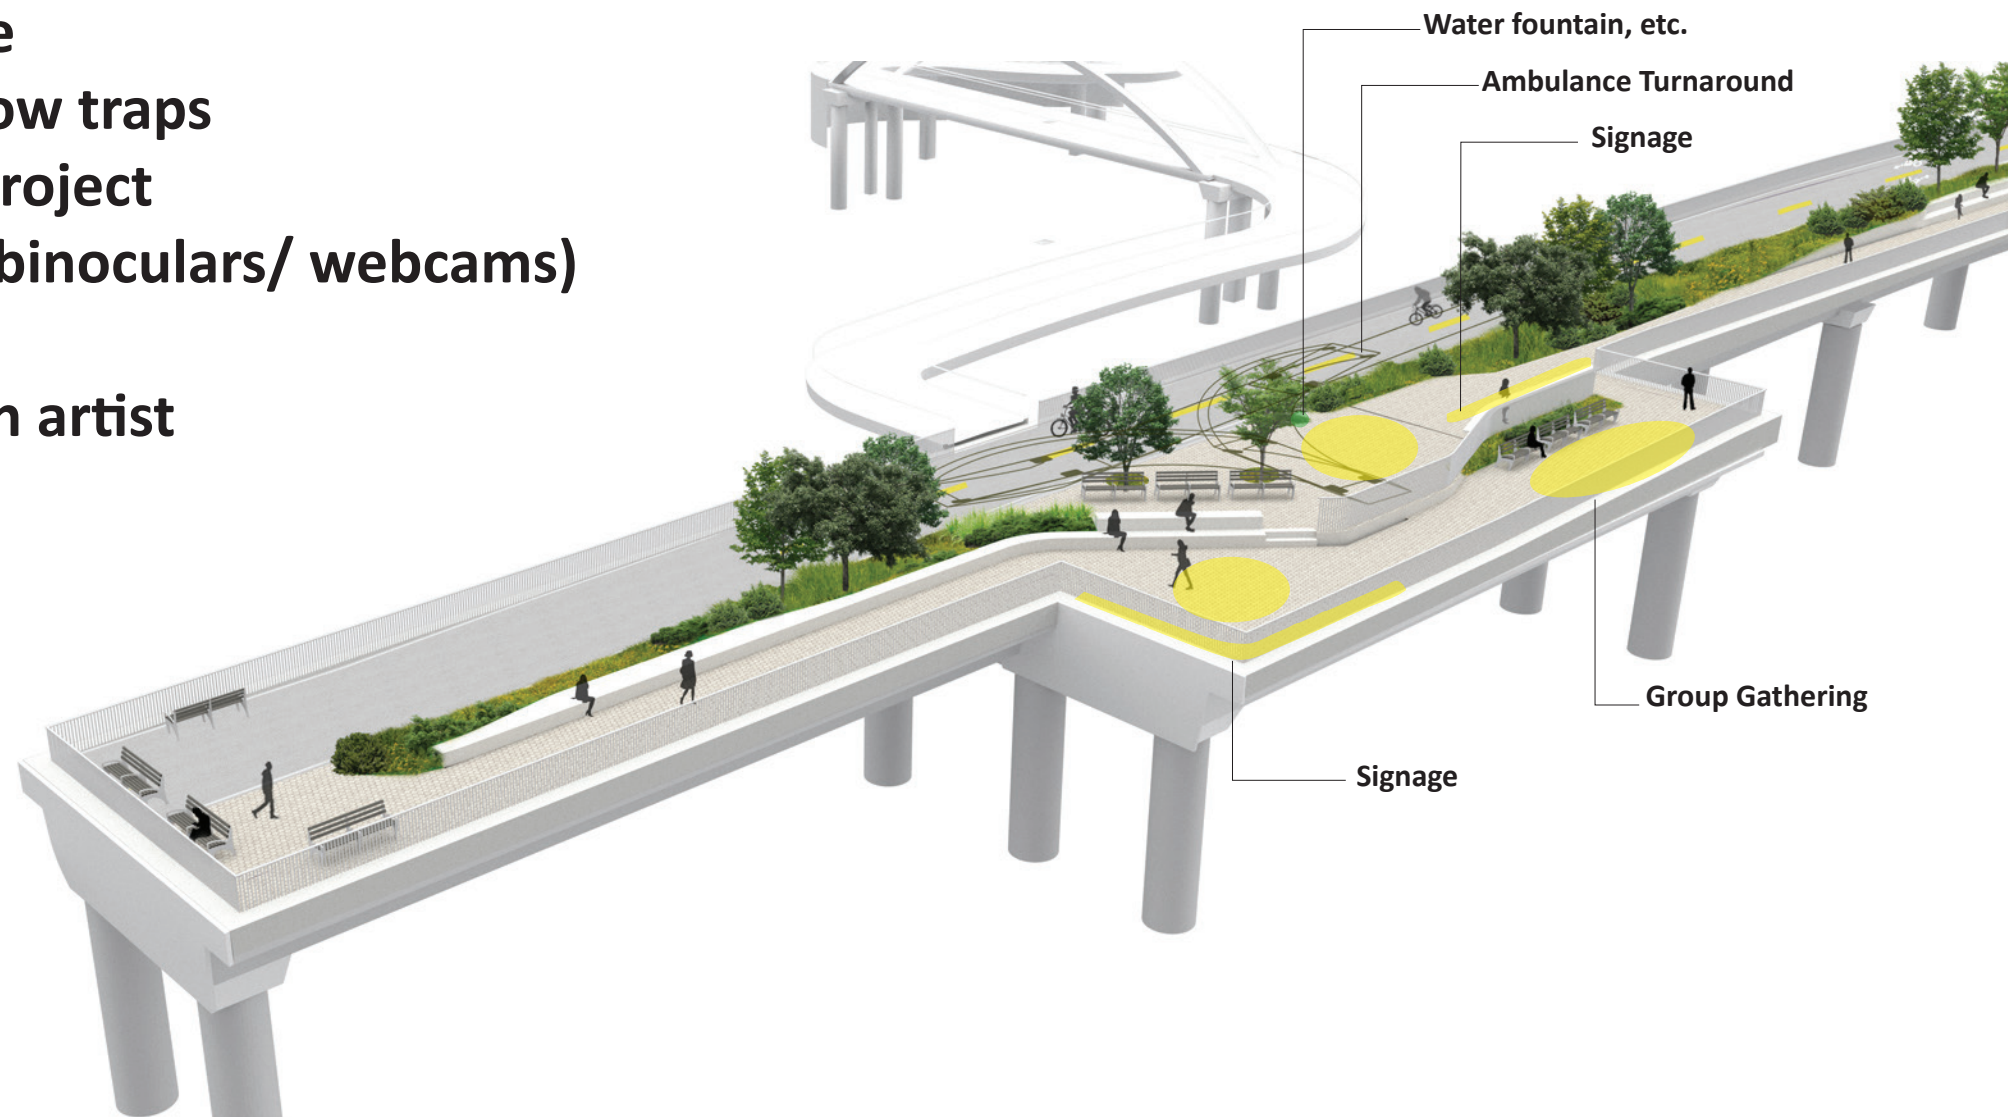 e
ow traps
roject
binoculars/ webcams)
n artist
Water fountain, etc.
Ambulance Turnaround
Signage
Group Gathering
Signage